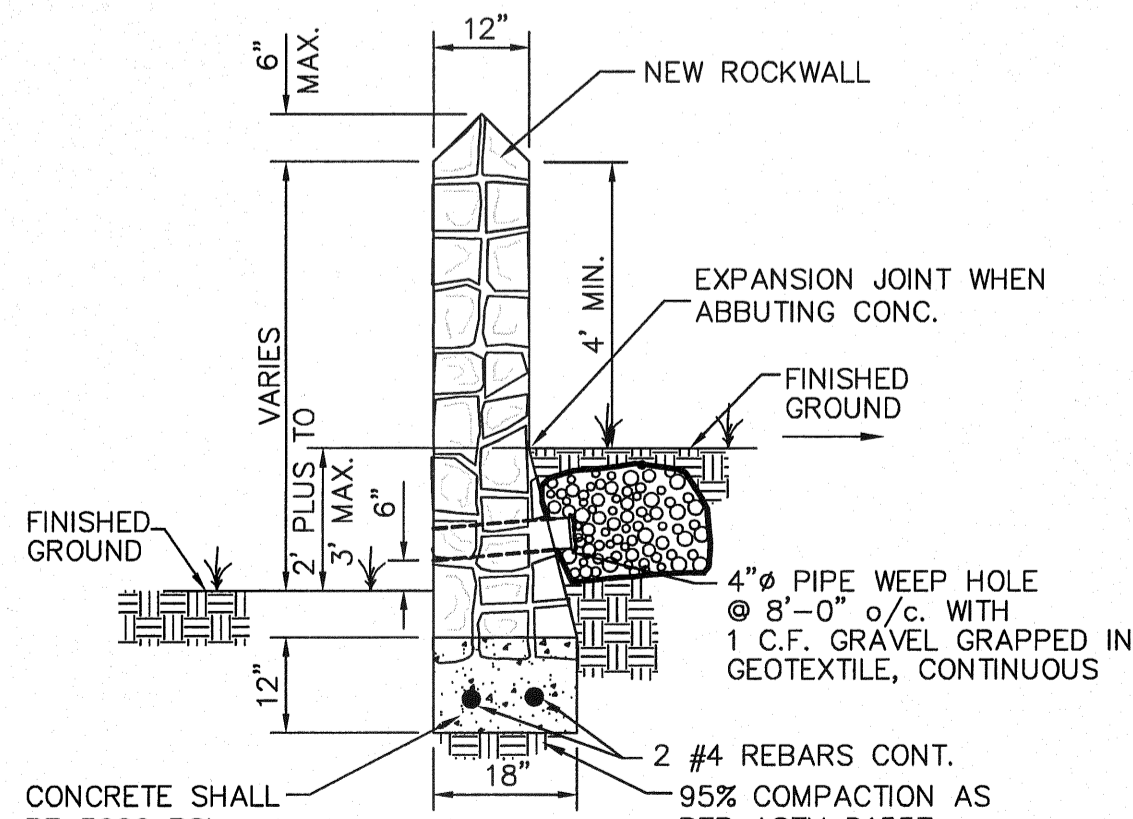 12"
6"
MAX.
NEW ROCKWALL
VARIES
4' MIN.
EXPANSION JOINT WHEN
ABBUTING CONC.
FINISHED
GROUND
2' PLUS TO
3' MAX.
6"
FINISHED
GROUND
4"ø PIPE WEEP HOLE
@ 8'-0" o/c. WITH
1 C.F. GRAVEL GRAPPED IN
GEOTEXTILE, CONTINUOUS
12"
2 #4 REBARS CONT.
18"
CONCRETE SHALL
95% COMPACTION AS